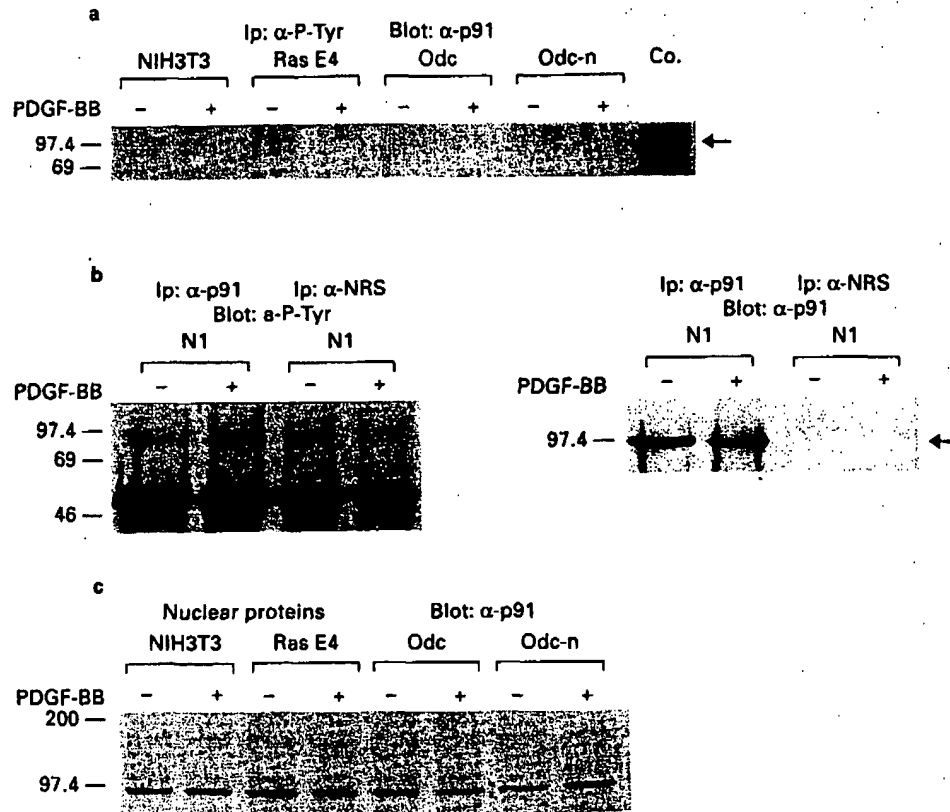 a
Ip: α-P-Tyr Blot: α-p91
NIH3T3 Ras E4 Odc Odc-n Co.
PDGF-BB − + − + − + − +
97.4 —
69 —
b
Ip: α-p91 Ip: α-NRS
Blot: a-P-Tyr
N1 N1
PDGF-BB − + − +
97.4 —
69 —
46 —
Ip: α-p91 Ip: α-NRS
Blot: α-p91
N1 N1
PDGF-BB − + − +
97.4 —
c
Nuclear proteins Blot: α-p91
NIH3T3 Ras E4 Odc Odc-n
PDGF-BB − + − + − + − +
200 —
97.4 —